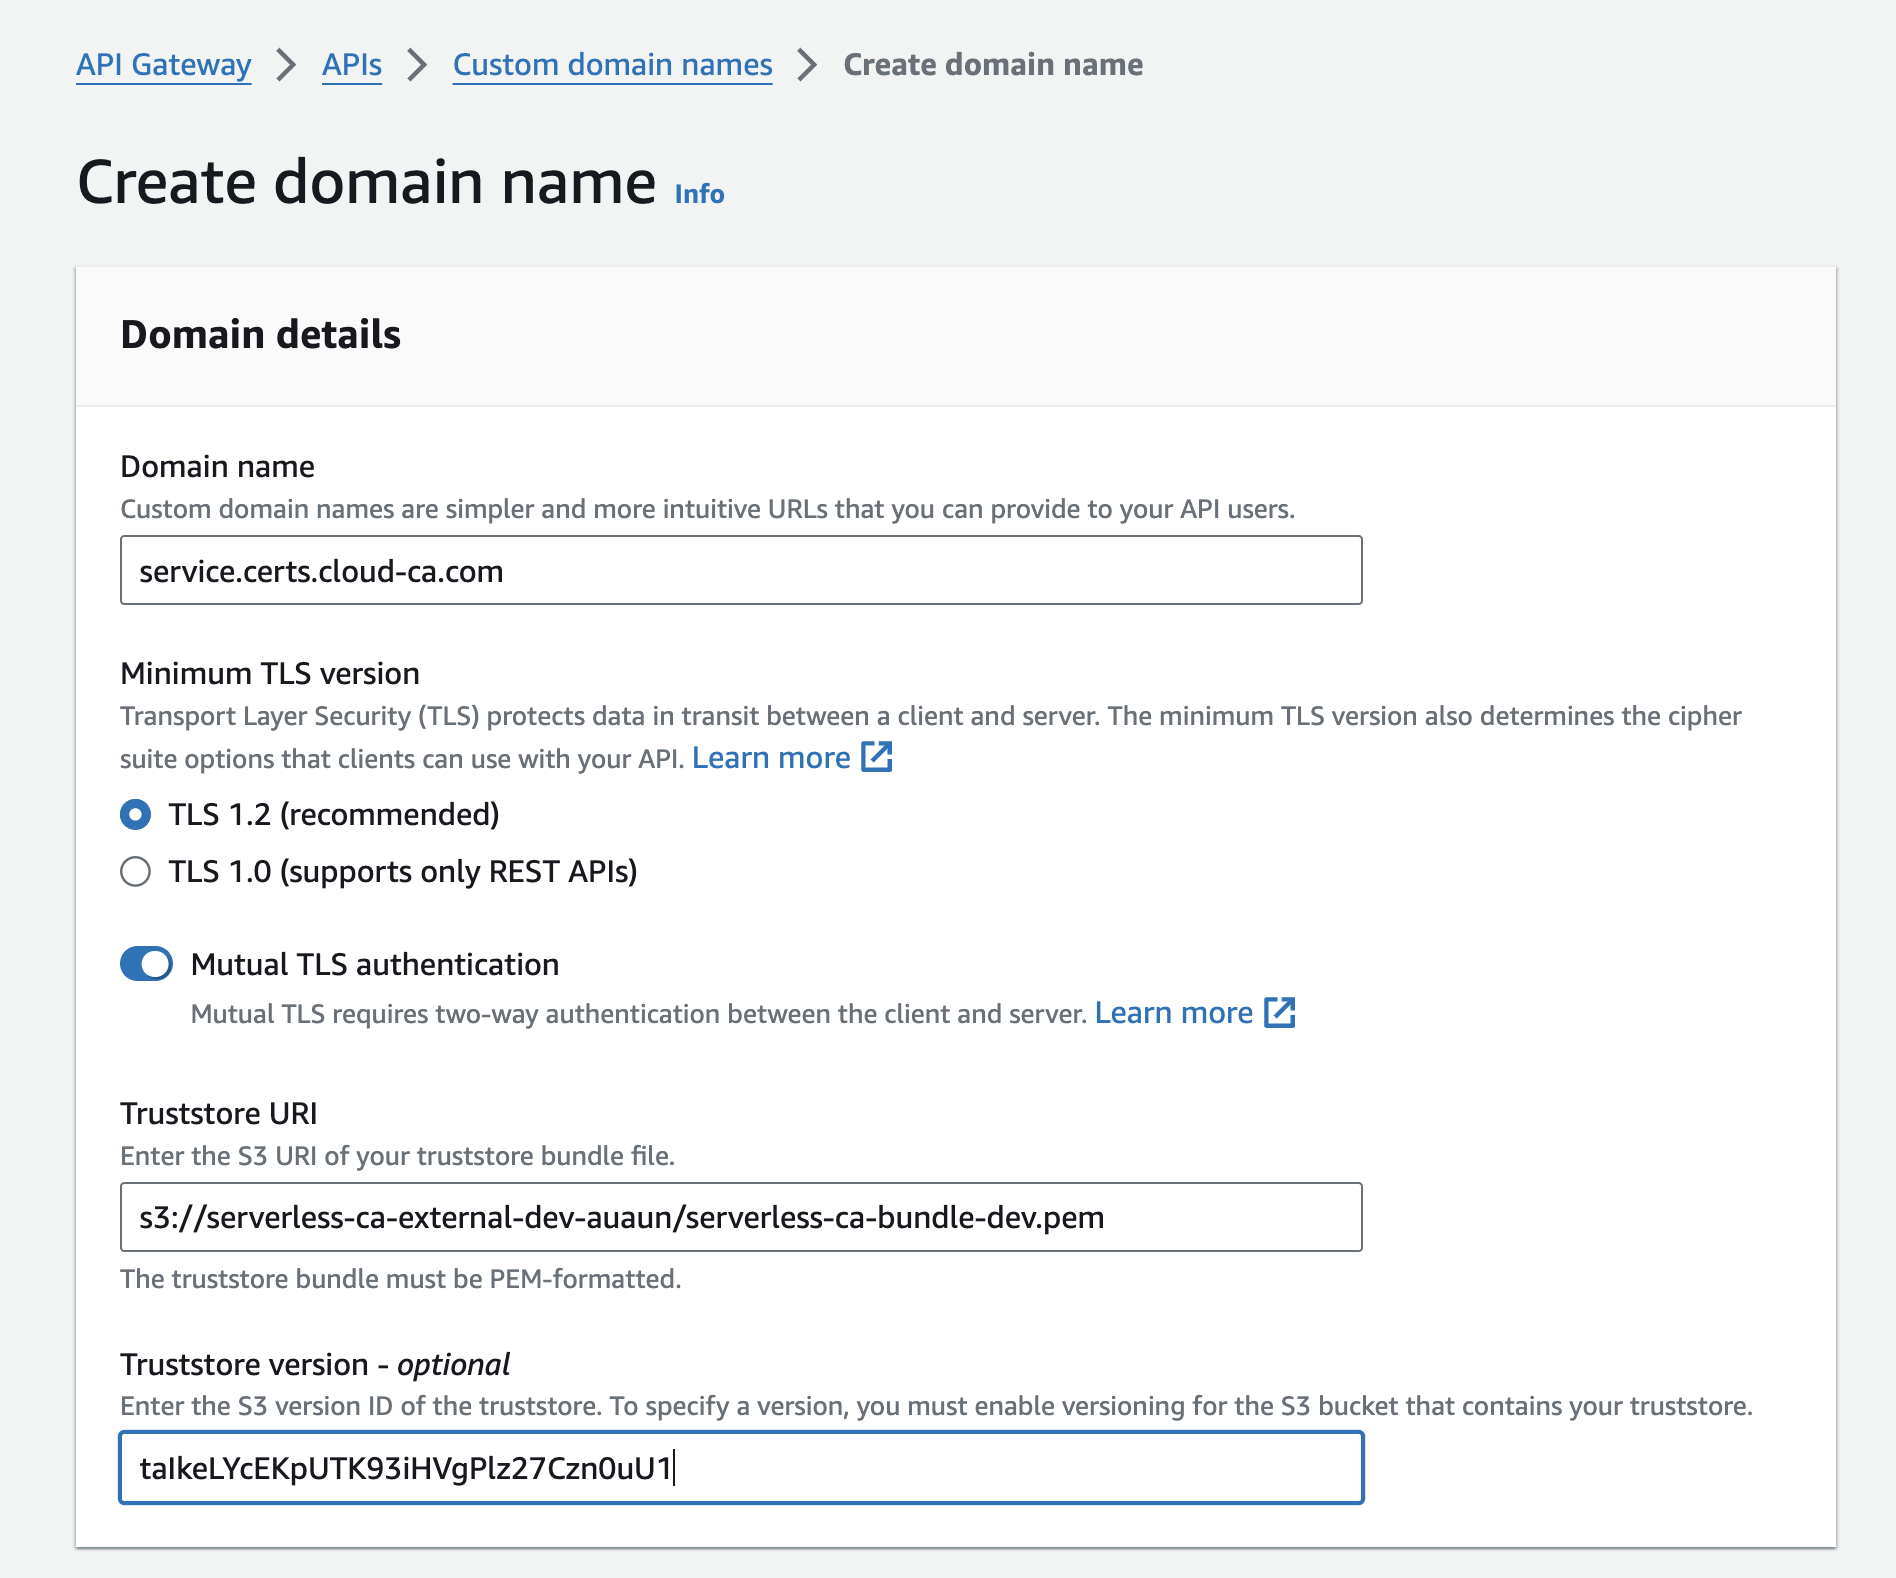 API Gateway > APIs > Custom domain names > Create domain name
Create domain name Info
Domain details
Domain name
Custom domain names are simpler and more intuitive URLs that you can provide to your API users.
service.certs.cloud-ca.com
Minimum TLS version
Transport Layer Security (TLS) protects data in transit between a client and server. The minimum TLS version also determines the cipher
suite options that clients can use with your API. Learn more
TLS 1.2 (recommended)
TLS 1.0 (supports only REST APIs)
Mutual TLS authentication
Mutual TLS requires two-way authentication between the client and server. Learn more
Truststore URI
Enter the S3 URI of your truststore bundle file.
s3://serverless-ca-external-dev-auaun/serverless-ca-bundle-dev.pem
The truststore bundle must be PEM-formatted.
Truststore version - optional
Enter the S3 version ID of the truststore. To specify a version, you must enable versioning for the S3 bucket that contains your truststore.
taIkeLYcEKpUTK93iHVgPlz27Czn0uU1